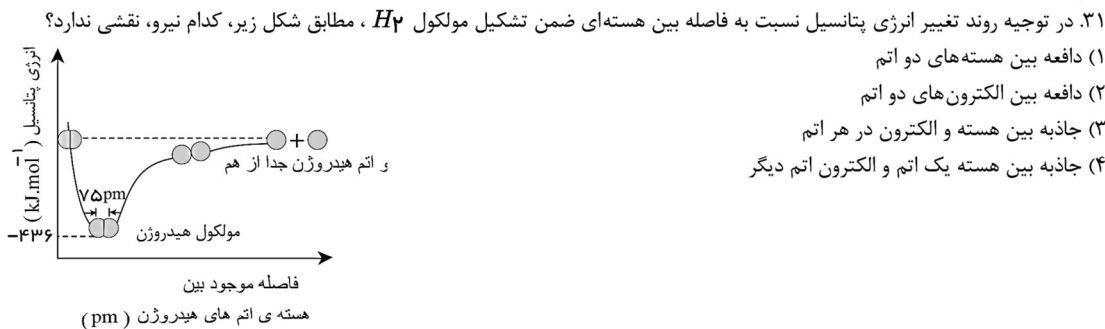 ۳۱. در توجیه روند تغییر انرژی پتانسیل نسبت به فاصله بین هسته‌ای ضمن تشکیل مولکول H۲ ، مطابق شکل زیر، کدام نیرو، نقشی ندارد؟
۱) دافعه بین هسته‌های دو اتم
۲) دافعه بین الکترون‌های دو اتم
۳) جاذبه بین هسته و الکترون در هر اتم
۴) جاذبه بین هسته یک اتم و الکترون اتم دیگر
انرژی پتانسیل (kJ.mol⁻¹)
+
و اتم هیدروژن جدا از هم
۷۵pm
مولکول هیدروژن
−۴۳۶
فاصله موجود بین
هسته ی اتم های هیدروژن (pm)